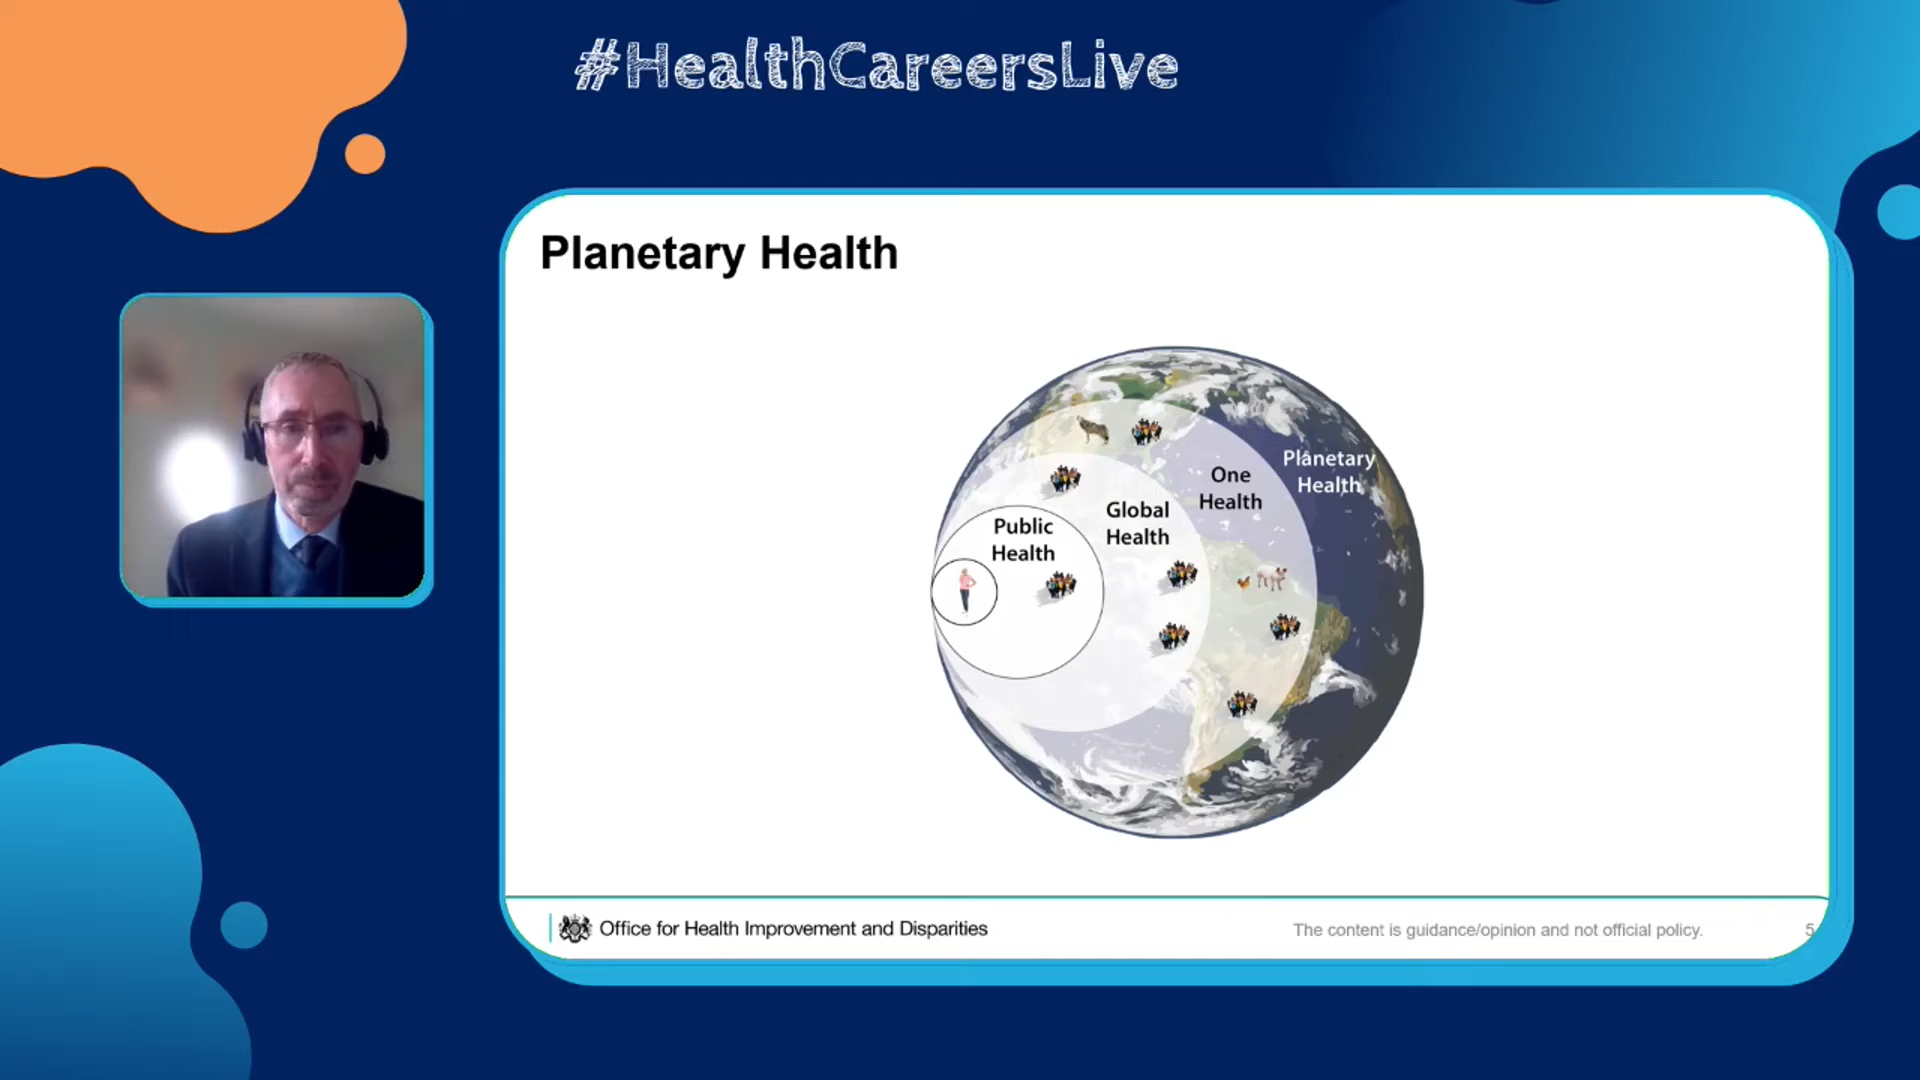 #HealthCareersLive
Planetary Health
Planetary
Health
One
Health
Global
Health
Public
Health
Office for Health Improvement and Disparities
The content is guidance/opinion and not official policy.
5